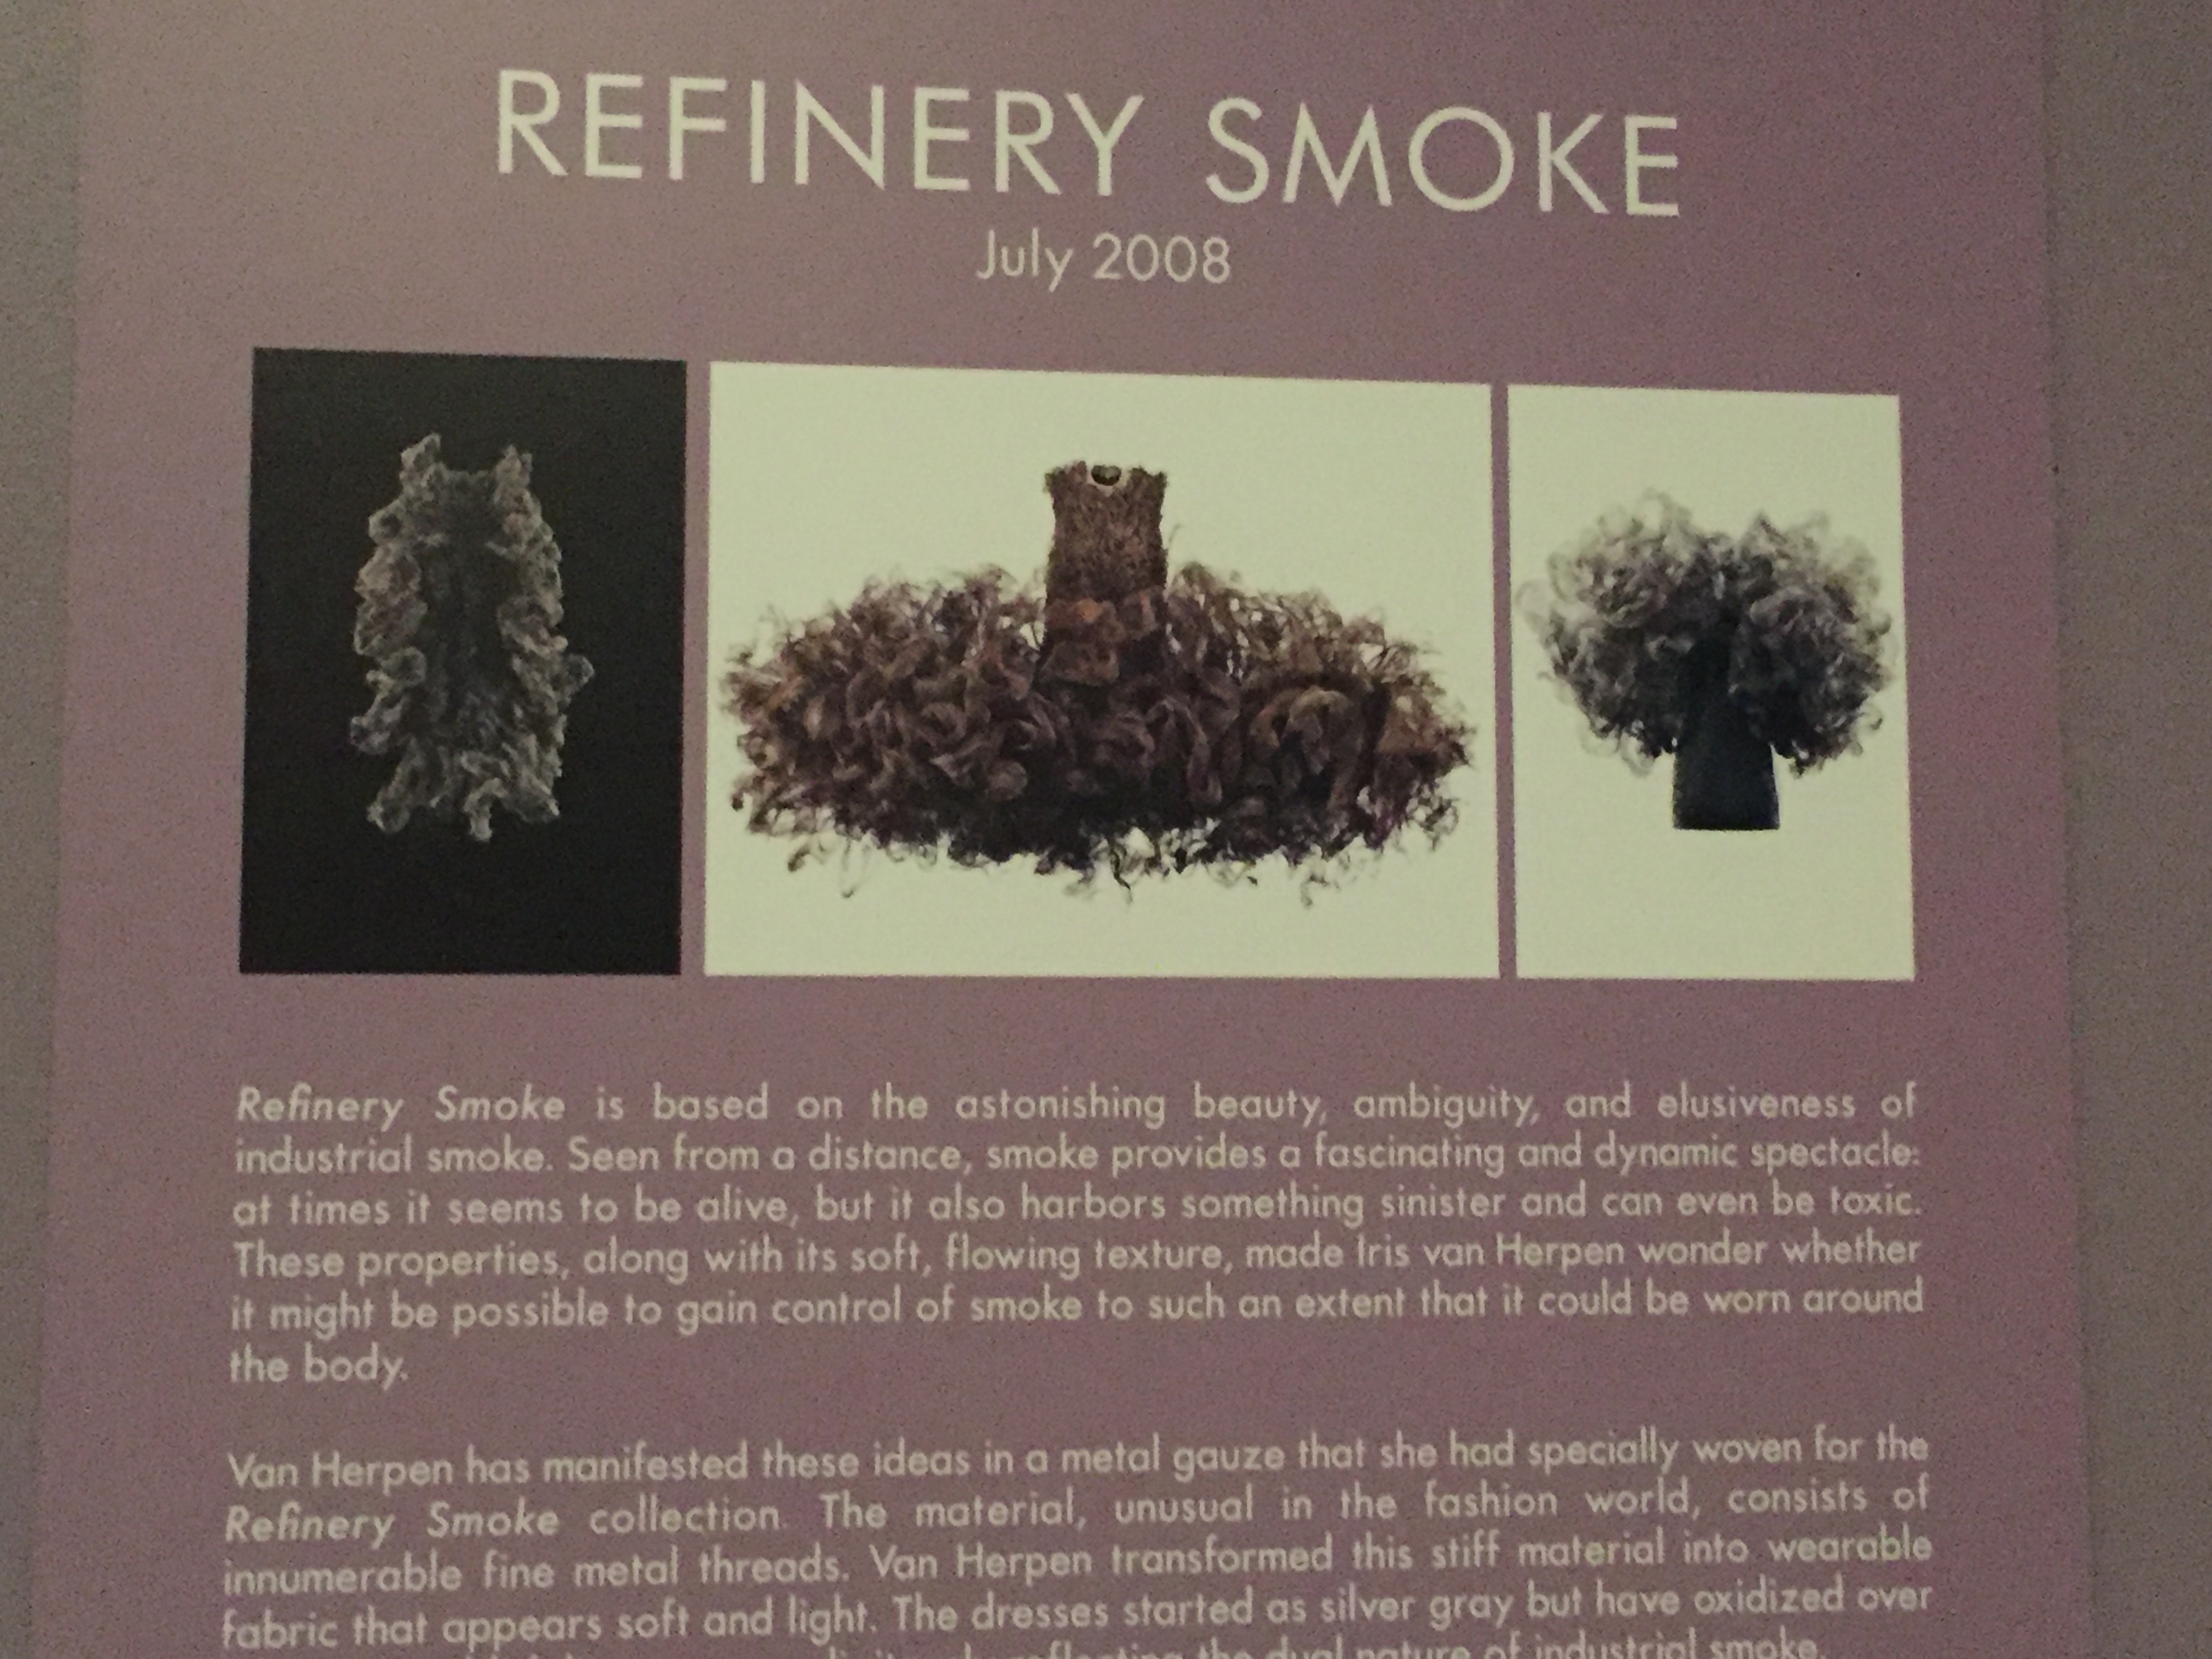 REFINERY SMOKE
July 2008
Refinery Smoke is based on the astonishing beauty, ambiguity, and elusiveness of
industrial smoke. Seen from a distance, smoke provides a fascinating and dynamic spectacle:
at times it seems to be alive, but it also harbors something sinister and can even be toxic.
These properties, along with its soft, flowing texture, made Iris van Herpen wonder whether
it might be possible to gain control of smoke to such an extent that it could be worn around
the body.
Van Herpen has manifested these ideas in a metal gauze that she had specially woven for the
Refinery Smoke collection. The material, unusual in the fashion world, consists of
innumerable fine metal threads. Van Herpen transformed this stiff material into wearable
fabric that appears soft and light. The dresses started as silver gray but have oxidized over
reflecting the dual nature of industrial smoke.